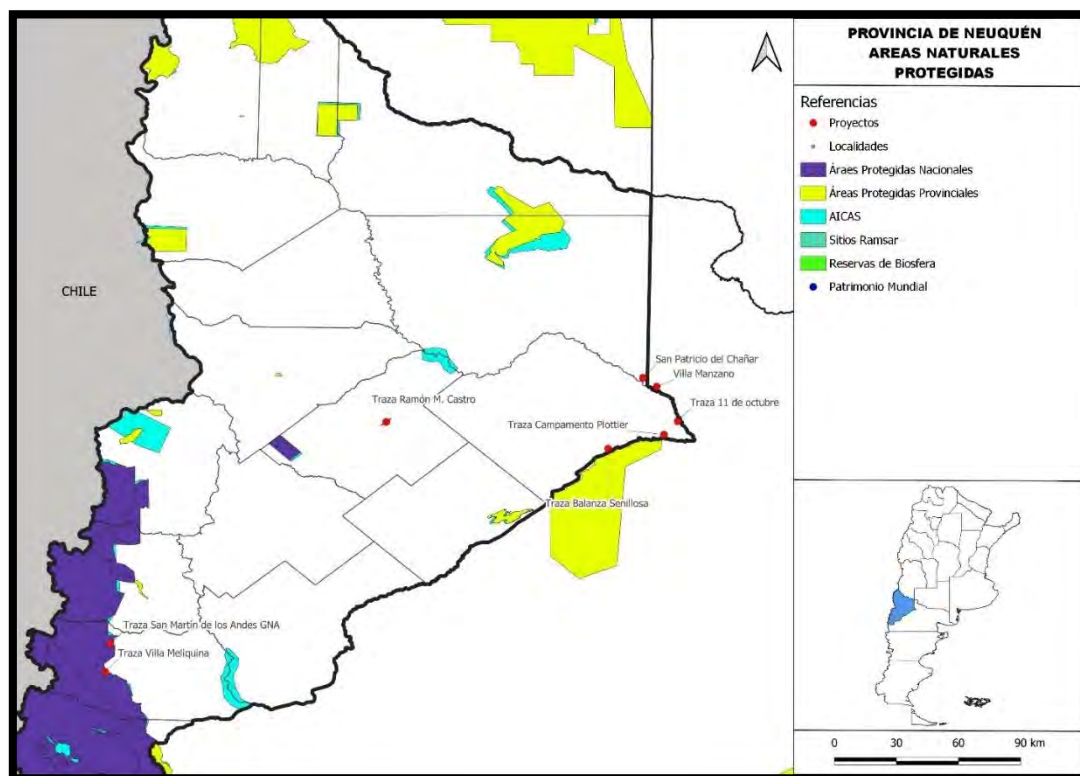 PROVINCIA DE NEUQUÉN
AREAS NATURALES
PROTEGIDAS
Referencias
Proyectos
Localidades
Áraes Protegidas Nacionales
Áreas Protegidas Provinciales
AICAS
Sitios Ramsar
Reservas de Biosfera
Patrimonio Mundial
CHILE
San Patricio del Chañar
Villa Manzano
Traza Ramón M. Castro
Traza 11 de octubre
Traza Campamento Plottier
Traza Balanza Senillosa
Traza San Martín de los Andes GNA
Traza Villa Meliquina
0 30 60 90 km